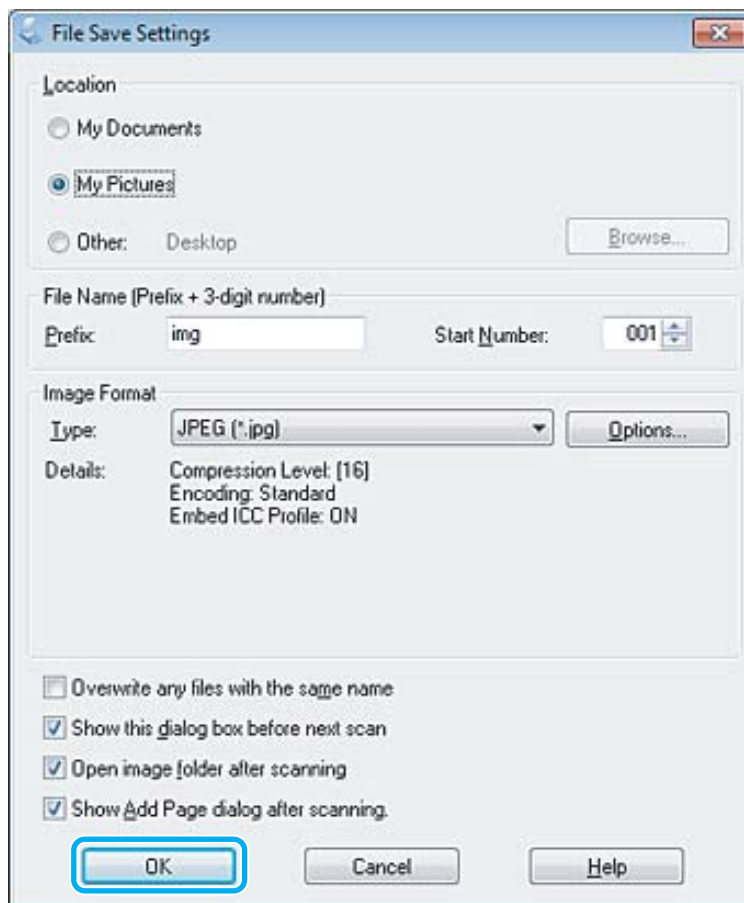 File Save Settings
Location
My Documents
My Pictures
Other: Desktop Browse...
File Name (Prefix + 3-digit number)
Prefix: img Start Number: 001
Image Format
Type: JPEG (*.jpg) Options...
Details: Compression Level: [16]
Encoding: Standard
Embed ICC Profile: ON
Overwrite any files with the same name
Show this dialog box before next scan
Open image folder after scanning
Show Add Page dialog after scanning.
OK Cancel Help